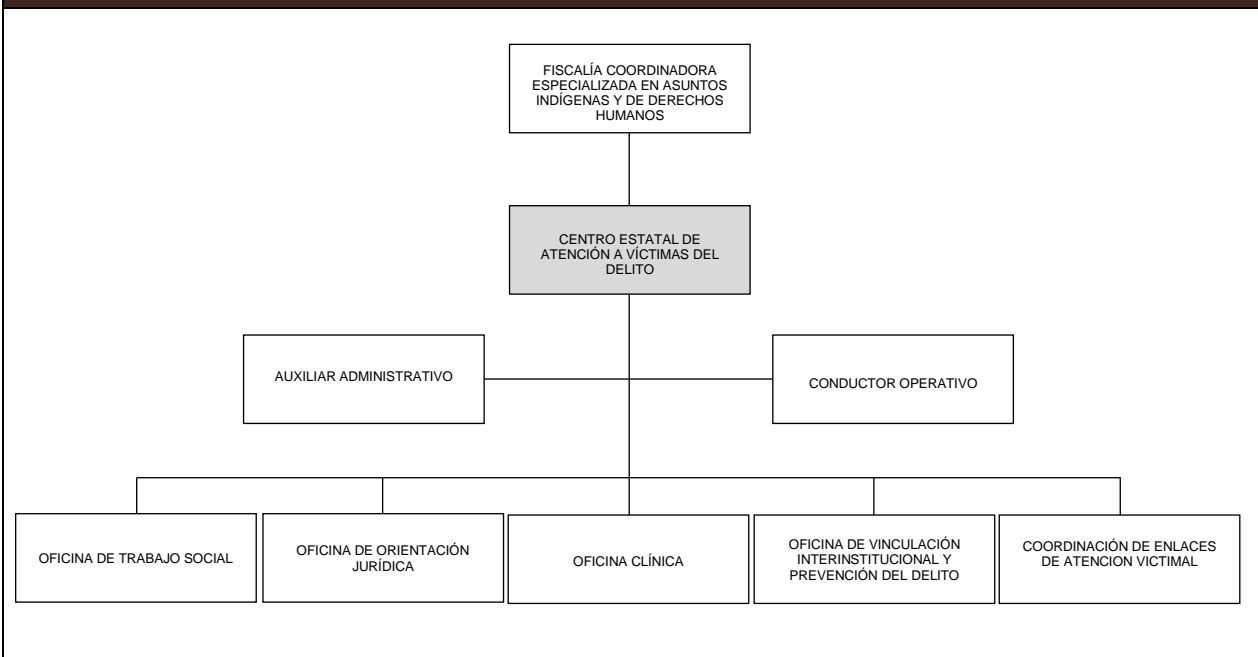 FISCALÍA COORDINADORA
ESPECIALIZADA EN ASUNTOS
INDÍGENAS Y DE DERECHOS
HUMANOS
CENTRO ESTATAL DE
ATENCIÓN A VÍCTIMAS DEL
DELITO
AUXILIAR ADMINISTRATIVO
CONDUCTOR OPERATIVO
OFICINA DE TRABAJO SOCIAL
OFICINA DE ORIENTACIÓN
JURÍDICA
OFICINA CLÍNICA
OFICINA DE VINCULACIÓN
INTERINSTITUCIONAL Y
PREVENCIÓN DEL DELITO
COORDINACIÓN DE ENLACES
DE ATENCION VICTIMAL